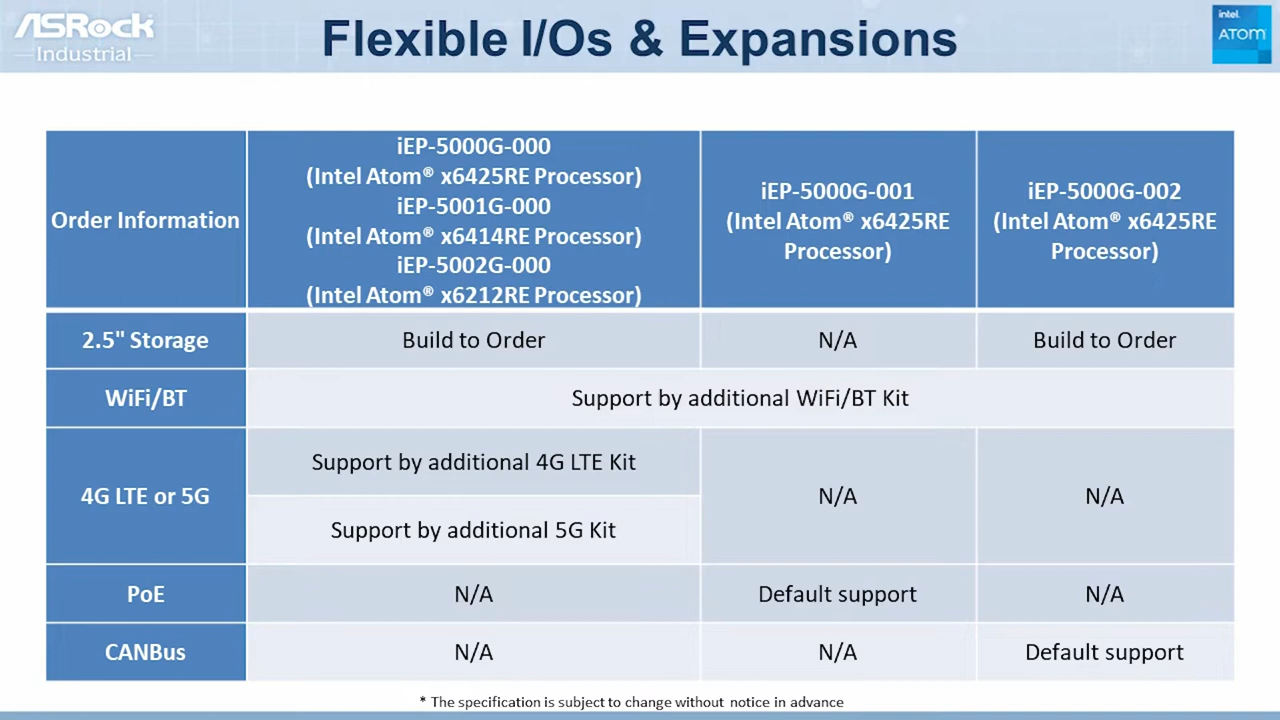 ASRock
Industrial
Flexible I/Os & Expansions
intel.
ATOM
Order Information
iEP-5000G-000
(Intel Atom® x6425RE Processor)
iEP-5001G-000
(Intel Atom® x6414RE Processor)
iEP-5002G-000
(Intel Atom® x6212RE Processor)
iEP-5000G-001
(Intel Atom® x6425RE
Processor)
iEP-5000G-002
(Intel Atom® x6425RE
Processor)
2.5" Storage
Build to Order
N/A
Build to Order
WiFi/BT
Support by additional WiFi/BT Kit
4G LTE or 5G
Support by additional 4G LTE Kit
Support by additional 5G Kit
N/A
N/A
PoE
N/A
Default support
N/A
CANBus
N/A
N/A
Default support
* The specification is subject to change without notice in advance